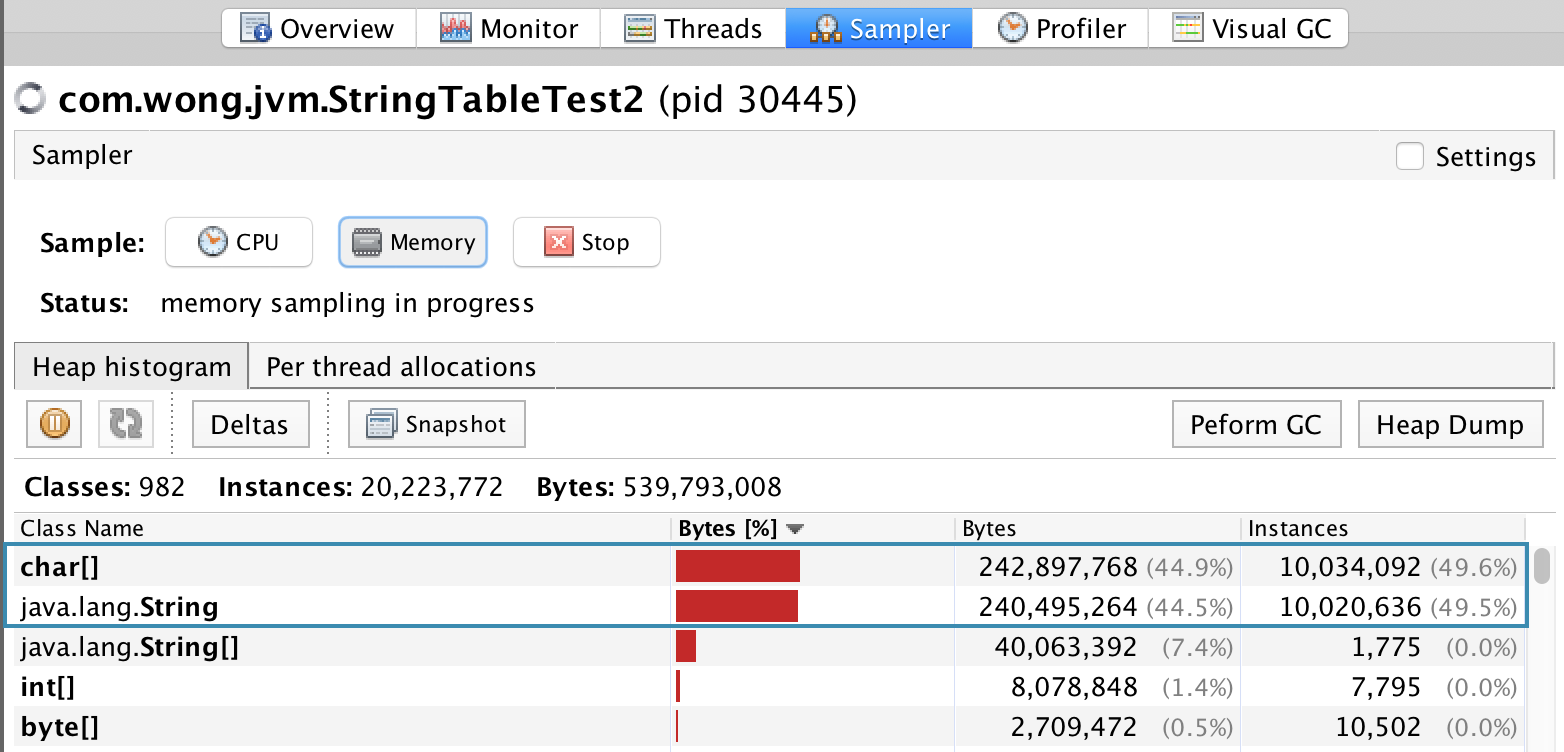 Overview Monitor Threads Sampler Profiler Visual GC
com.wong.jvm.StringTableTest2 (pid 30445)
Sampler Settings
Sample: CPU Memory Stop
Status: memory sampling in progress
Heap histogram Per thread allocations
Deltas Snapshot Peform GC Heap Dump
Classes: 982 Instances: 20,223,772 Bytes: 539,793,008
Class Name Bytes [%] Bytes Instances
char[] 242,897,768 (44.9%) 10,034,092 (49.6%)
java.lang.String 240,495,264 (44.5%) 10,020,636 (49.5%)
java.lang.String[] 40,063,392 (7.4%) 1,775 (0.0%)
int[] 8,078,848 (1.4%) 7,795 (0.0%)
byte[] 2,709,472 (0.5%) 10,502 (0.0%)